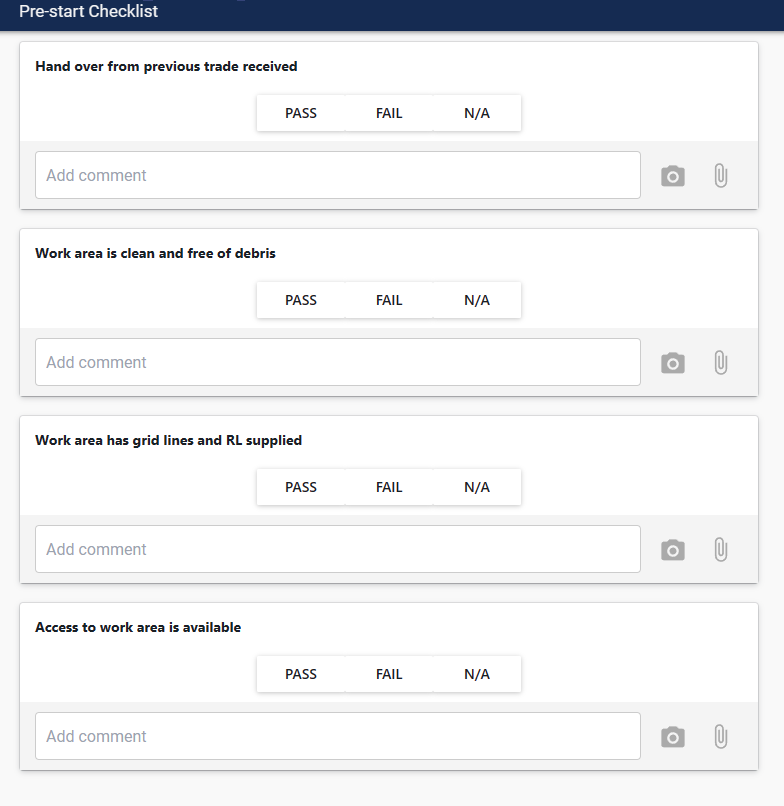 Pre-start Checklist
Hand over from previous trade received
PASS FAIL N/A
Add comment
Work area is clean and free of debris
PASS FAIL N/A
Add comment
Work area has grid lines and RL supplied
PASS FAIL N/A
Add comment
Access to work area is available
PASS FAIL N/A
Add comment